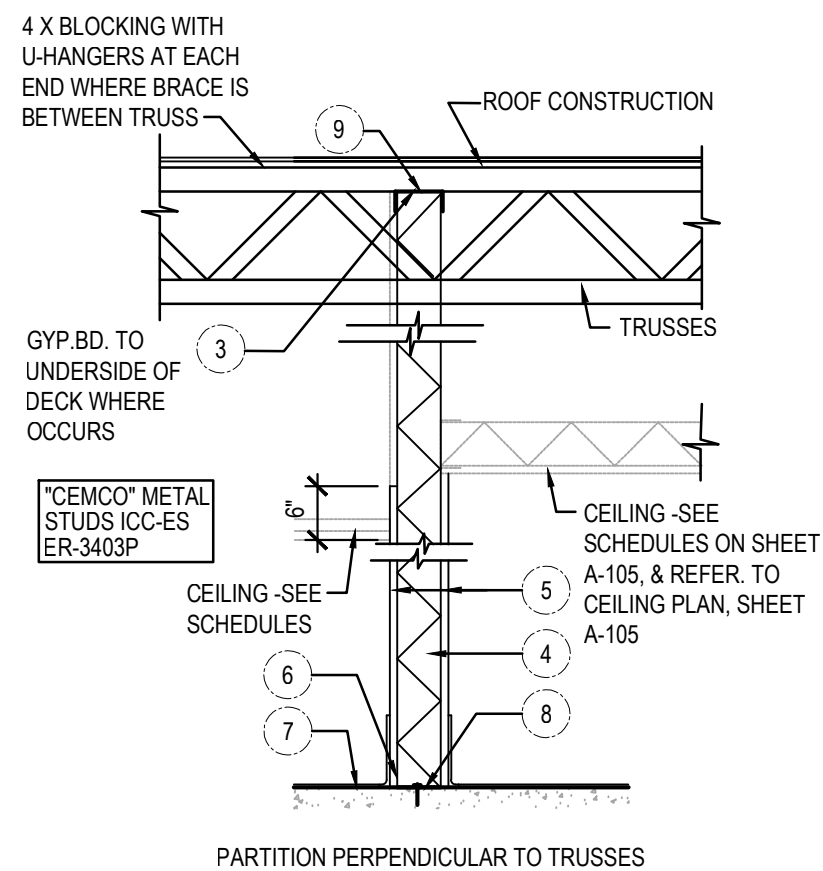 4 X BLOCKING WITH
U-HANGERS AT EACH
END WHERE BRACE IS
BETWEEN TRUSS
9
ROOF CONSTRUCTION
GYP.BD. TO
UNDERSIDE OF
DECK WHERE
OCCURS
3
TRUSSES
"CEMCO" METAL
STUDS ICC-ES
ER-3403P
6"
CEILING -SEE
SCHEDULES
CEILING -SEE
SCHEDULES ON SHEET
A-105, & REFER. TO
CEILING PLAN, SHEET
A-105
5
4
6
7
8
PARTITION PERPENDICULAR TO TRUSSES